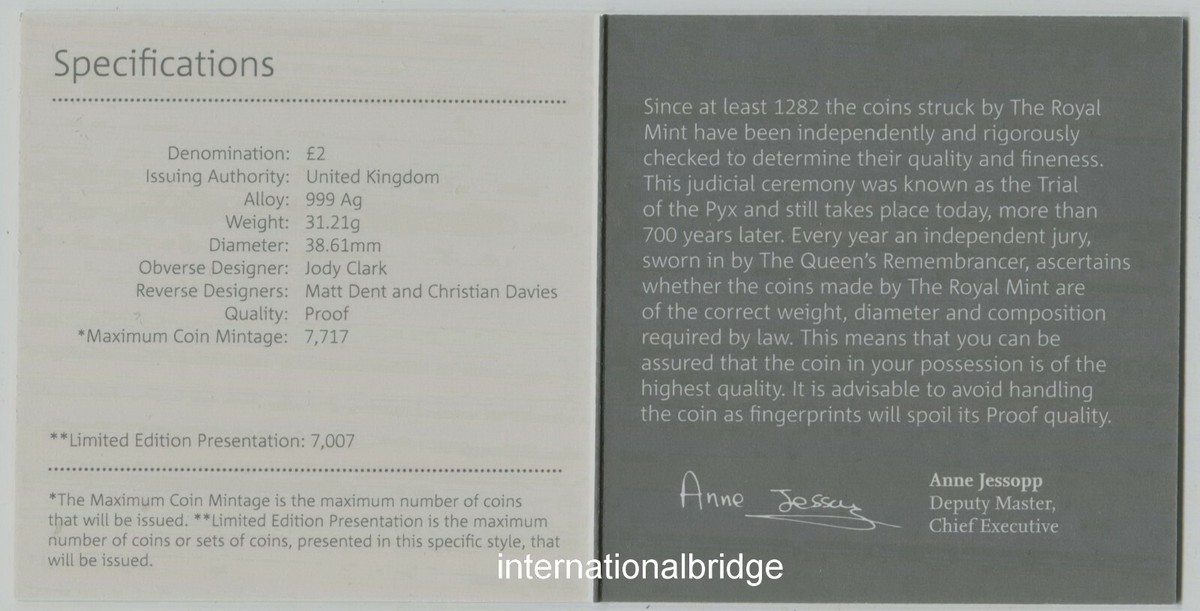 Specifications
Denomination: £2
Issuing Authority: United Kingdom
Alloy: 999 Ag
Weight: 31.21g
Diameter: 38.61mm
Obverse Designer: Jody Clark
Reverse Designers: Matt Dent and Christian Davies
Quality: Proof
*Maximum Coin Mintage: 7,717
**Limited Edition Presentation: 7,007
*The Maximum Coin Mintage is the maximum number of coins
that will be issued. **Limited Edition Presentation is the maximum
number of coins or sets of coins, presented in this specific style, that
will be issued.
Since at least 1282 the coins struck by The Royal
Mint have been independently and rigorously
checked to determine their quality and fineness.
This judicial ceremony was known as the Trial
of the Pyx and still takes place today, more than
700 years later. Every year an independent jury,
sworn in by The Queen's Remembrancer, ascertains
whether the coins made by The Royal Mint are
of the correct weight, diameter and composition
required by law. This means that you can be
assured that the coin in your possession is of the
highest quality. It is advisable to avoid handling
the coin as fingerprints will spoil its Proof quality.
Anne Jessopp
Anne Jessopp
Deputy Master,
Chief Executive
internationalbridge